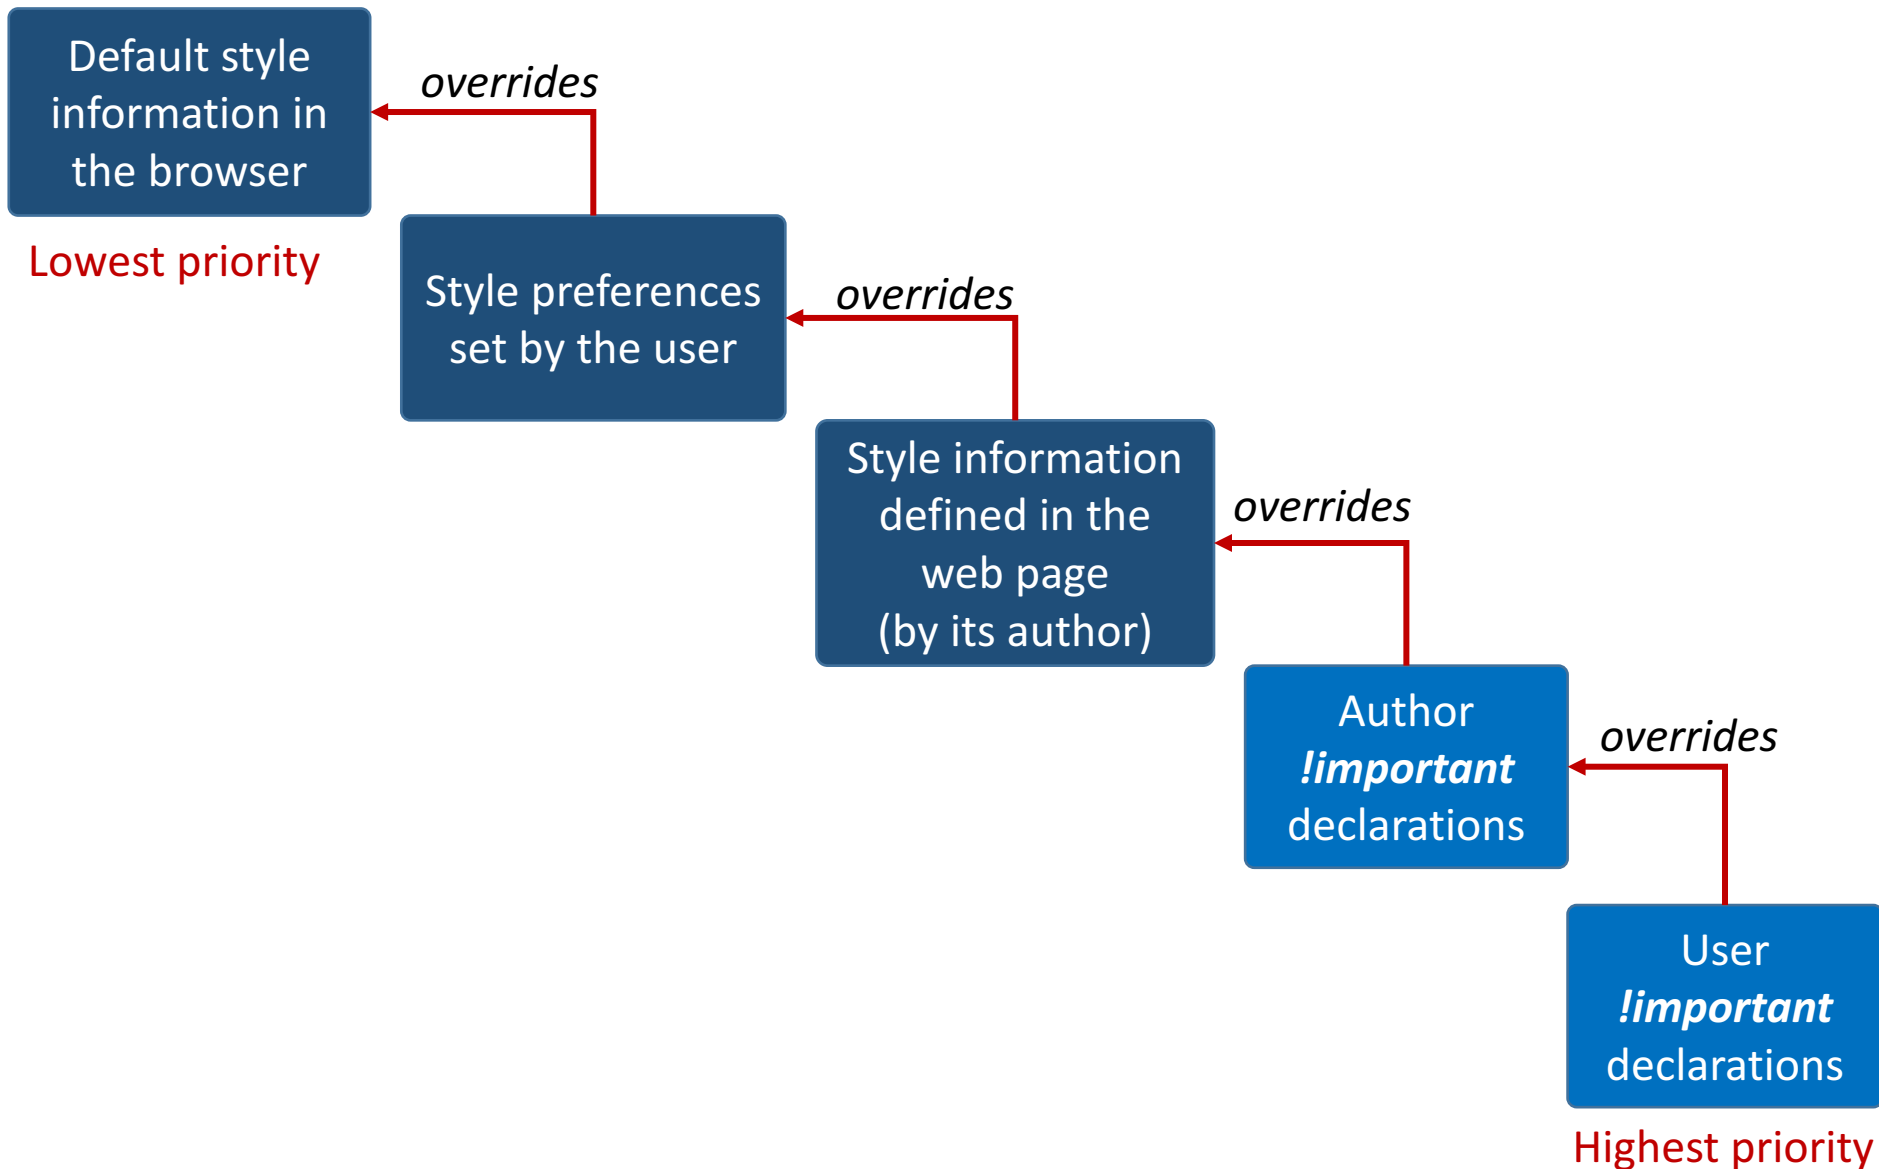 Default style
information in
the browser
overrides
Lowest priority
Style preferences
set by the user
overrides
Style information
defined in the
web page
(by its author)
overrides
Author
!important
declarations
overrides
User
!important
declarations
Highest priority